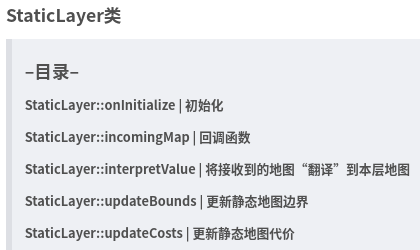 StaticLayer类
–目录–
StaticLayer::onInitialize | 初始化
StaticLayer::incomingMap | 回调函数
StaticLayer::interpretValue | 将接收到的地图“翻译”到本层地图
StaticLayer::updateBounds | 更新静态地图边界
StaticLayer::updateCosts | 更新静态地图代价